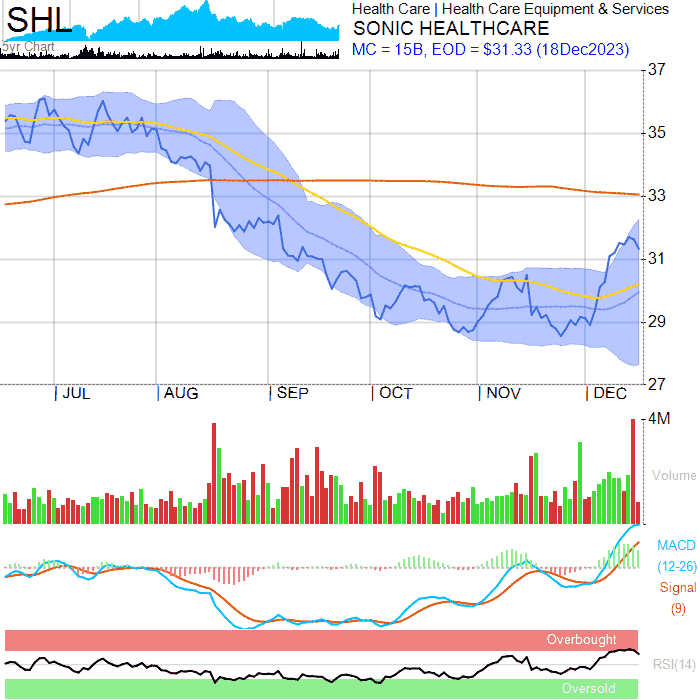 SHL
5yr Chart
Health Care | Health Care Equipment & Services
SONIC HEALTHCARE
MC = 15B, EOD = $31.33 (18Dec2023)
37
35
33
31
29
27
| JUL
| AUG
| SEP
| OCT
| NOV
| DEC
4M
Volume
MACD
(12-26)
Signal
(9)
Overbought
RSI(14)
Oversold